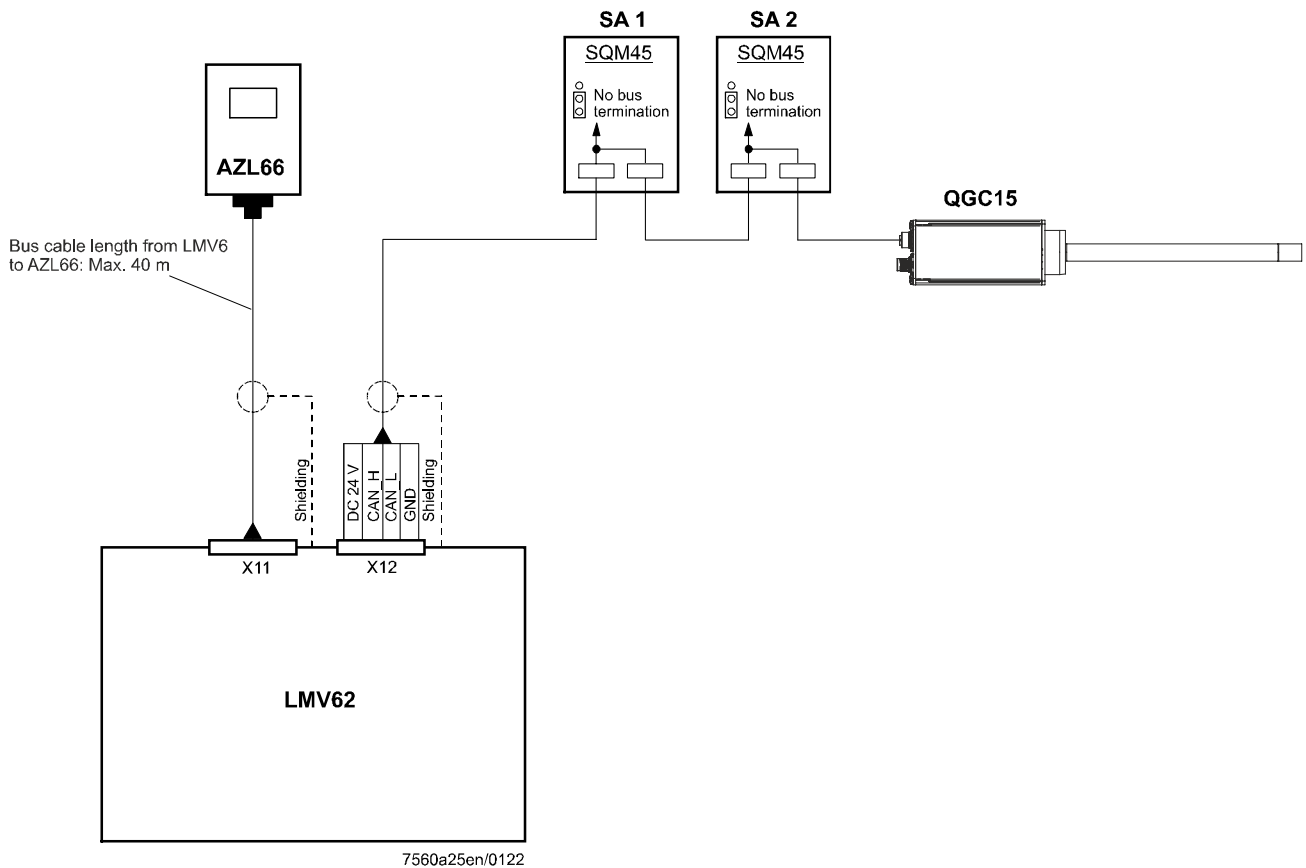 SA 1
SA 2
SQM45
SQM45
No bus
termination
No bus
termination
AZL66
QGC15
Bus cable length from LMV6
to AZL66: Max. 40 m
Shielding
DC 24 V
CAN_H
CAN_L
GND
Shielding
X11
X12
LMV62
7560a25en/0122